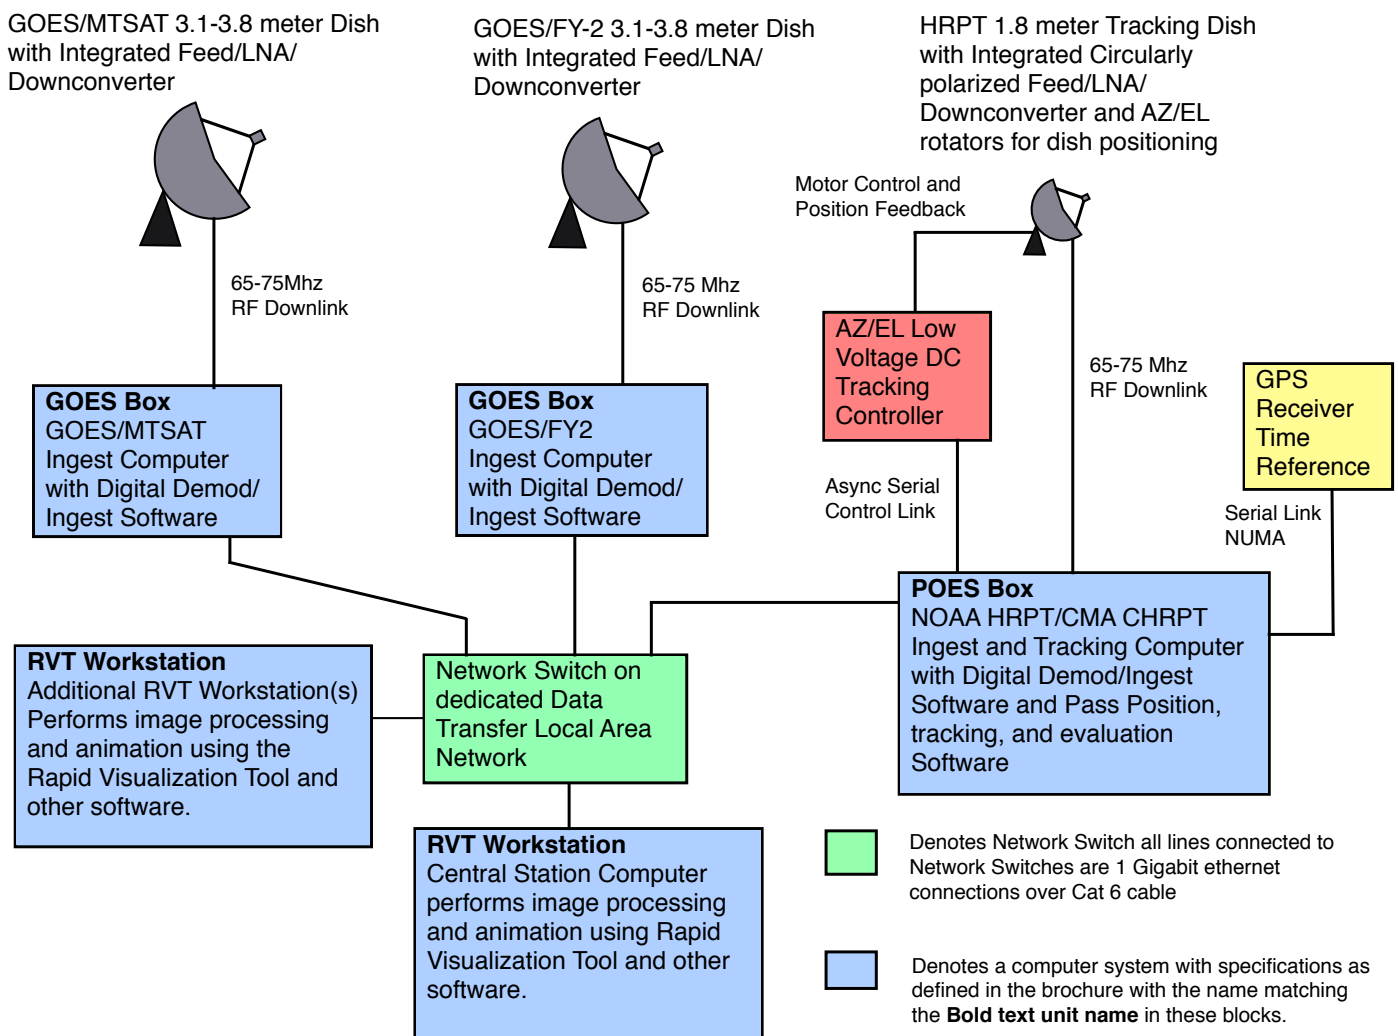 GOES/MTSAT 3.1-3.8 meter Dish
with Integrated Feed/LNA/
Downconverter
GOES/FY-2 3.1-3.8 meter Dish
with Integrated Feed/LNA/
Downconverter
HRPT 1.8 meter Tracking Dish
with Integrated Circularly
polarized Feed/LNA/
Downconverter and AZ/EL
rotators for dish positioning
Motor Control and
Position Feedback
65-75Mhz
RF Downlink
65-75 Mhz
RF Downlink
AZ/EL Low
Voltage DC
Tracking
Controller
65-75 Mhz
RF Downlink
GPS
Receiver
Time
Reference
GOES Box
GOES/MTSAT
Ingest Computer
with Digital Demod/
Ingest Software
GOES Box
GOES/FY2
Ingest Computer
with Digital Demod/
Ingest Software
Async Serial
Control Link
Serial Link
NUMA
POES Box
NOAA HRPT/CMA CHRPT
Ingest and Tracking Computer
with Digital Demod/Ingest
Software and Pass Position,
tracking, and evaluation
Software
RVT Workstation
Additional RVT Workstation(s)
Performs image processing
and animation using the
Rapid Visualization Tool and
other software.
Network Switch on
dedicated Data
Transfer Local Area
Network
RVT Workstation
Central Station Computer
performs image processing
and animation using Rapid
Visualization Tool and other
software.
Denotes Network Switch all lines connected to
Network Switches are 1 Gigabit ethernet
connections over Cat 6 cable
Denotes a computer system with specifications as
defined in the brochure with the name matching
the Bold text unit name in these blocks.